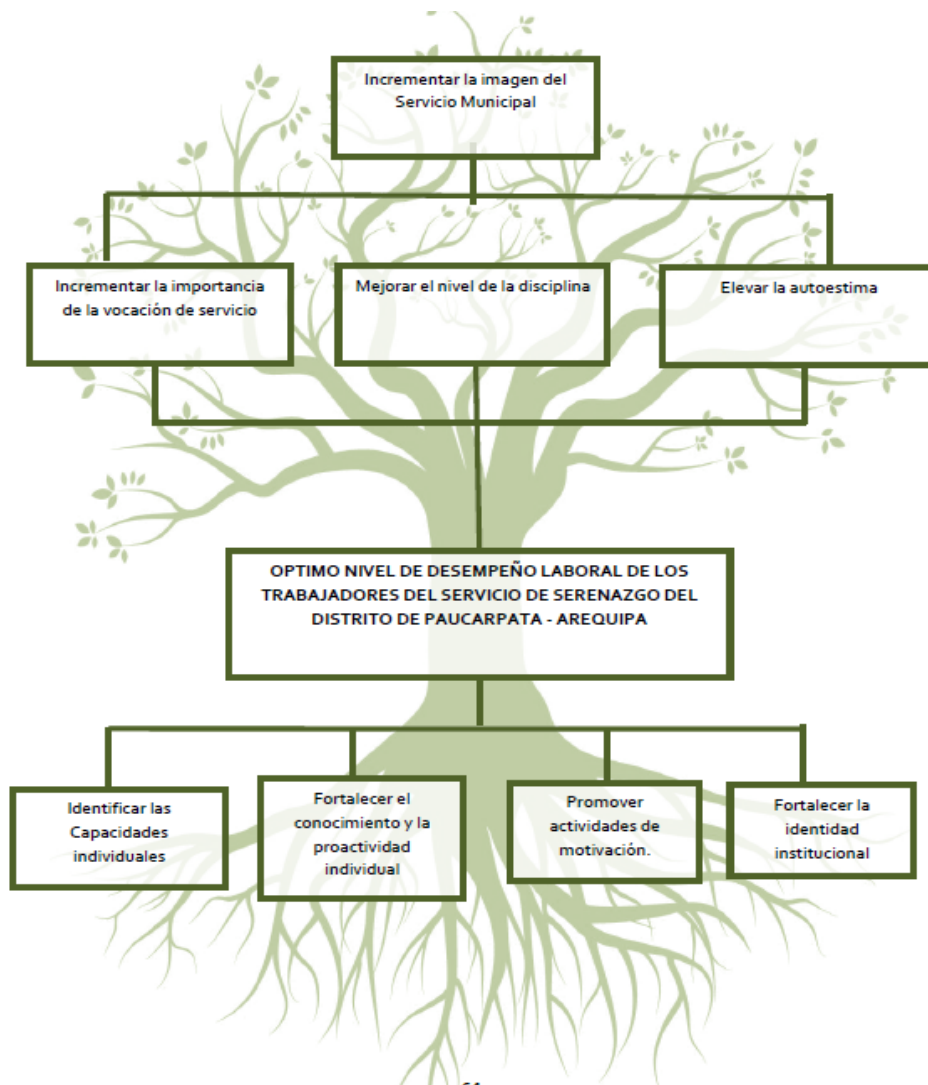 Incrementar la imagen del
Servicio Municipal
Incrementar la importancia
de la vocación de servicio
Mejorar el nivel de la disciplina
Elevar la autoestima
OPTIMO NIVEL DE DESEMPEÑO LABORAL DE LOS
TRABAJADORES DEL SERVICIO DE SERENAZGO DEL
DISTRITO DE PAUCARPATA - AREQUIPA
Identificar las
Capacidades
individuales
Fortalecer el
conocimiento y la
proactividad
individual
Promover
actividades de
motivación.
Fortalecer la
identidad
institucional